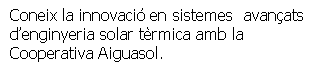 Coneix la innovació en sistemes  avançats
d’enginyeria solar tèrmica amb la
Cooperativa Aiguasol.